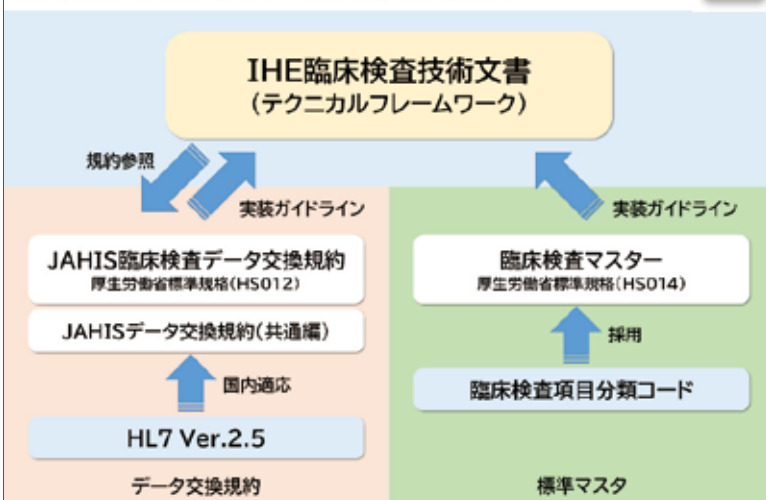 IHE臨床検査技術文書
(テクニカルフレームワーク)
規約参照
実装ガイドライン
実装ガイドライン
JAHIS臨床検査データ交換規約
厚生労働省標準規格(HS012)
JAHISデータ交換規約(共通編)
国内適応
HL7 Ver.2.5
データ交換規約
臨床検査マスター
厚生労働省標準規格(HS014)
採用
臨床検査項目分類コード
標準マスタ